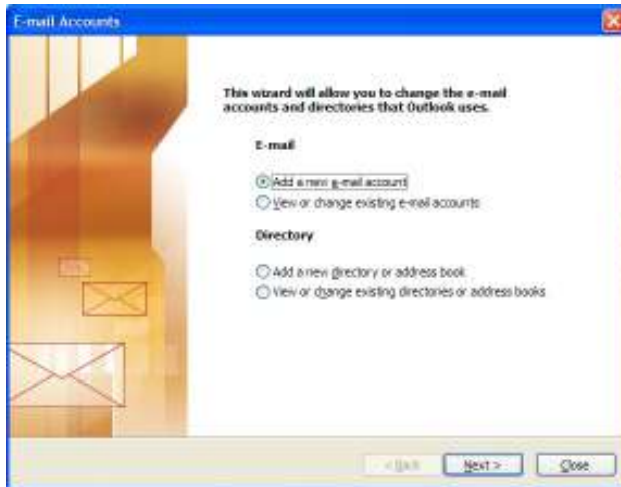 E-mail Accounts
This wizard will allow you to change the e-mail
accounts and directories that Outlook uses.
E-mail
Add a new e-mail account
View or change existing e-mail accounts
Directory
Add a new directory or address book
View or change existing directories or address books
< Back
Next >
Close